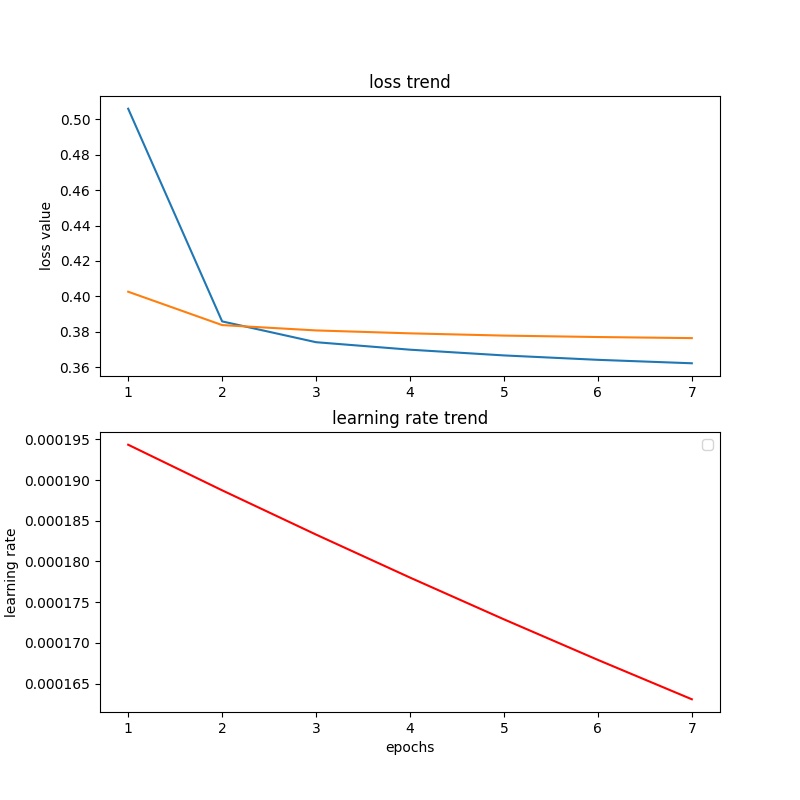 loss trend
loss value
0.50
0.48
0.46
0.44
0.42
0.40
0.38
0.36
1 2 3 4 5 6 7
learning rate trend
learning rate
0.000195
0.000190
0.000185
0.000180
0.000175
0.000170
0.000165
1 2 3 4 5 6 7
epochs